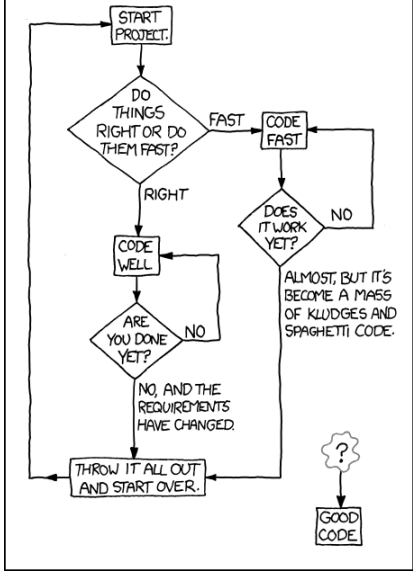 START
PROJECT.
DO
THINGS
RIGHT OR DO
THEM FAST?
FAST
CODE
FAST
RIGHT
DOES
IT WORK
YET?
NO
CODE
WELL
ALMOST, BUT IT'S
BECOME A MASS
OF KLUDGES AND
SPAGHETTI CODE.
ARE
YOU DONE
YET?
NO
NO, AND THE
REQUIREMENTS
HAVE CHANGED.
THROW IT ALL OUT
AND START OVER.
?
GOOD
CODE